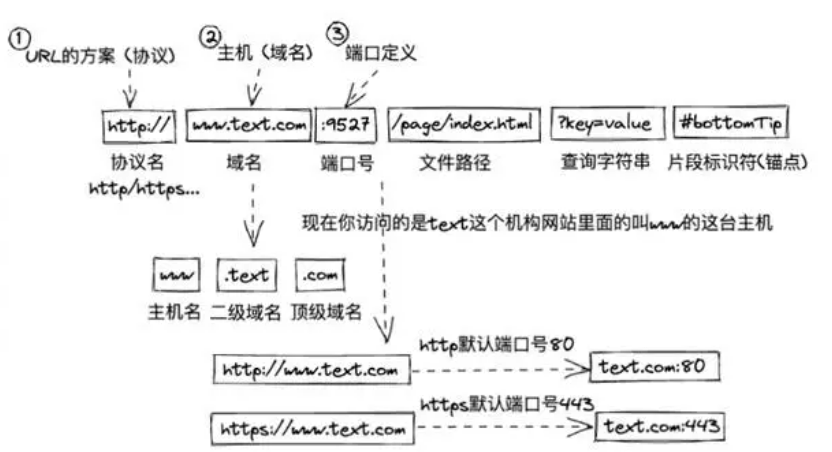 ① ② ③
URL的方案（协议） 主机（域名） 端口定义
http:// www.text.com :9527 /page/index.html ?key=value #bottomTip
协议名 域名 端口号 文件路径 查询字符串 片段标识符(锚点)
http/https...
现在你访问的是text这个机构网站里面的叫www的这台主机
www .text .com
主机名 二级域名 顶级域名
http默认端口号80
http://www.text.com text.com:80
https默认端口号443
https://www.text.com text.com:443